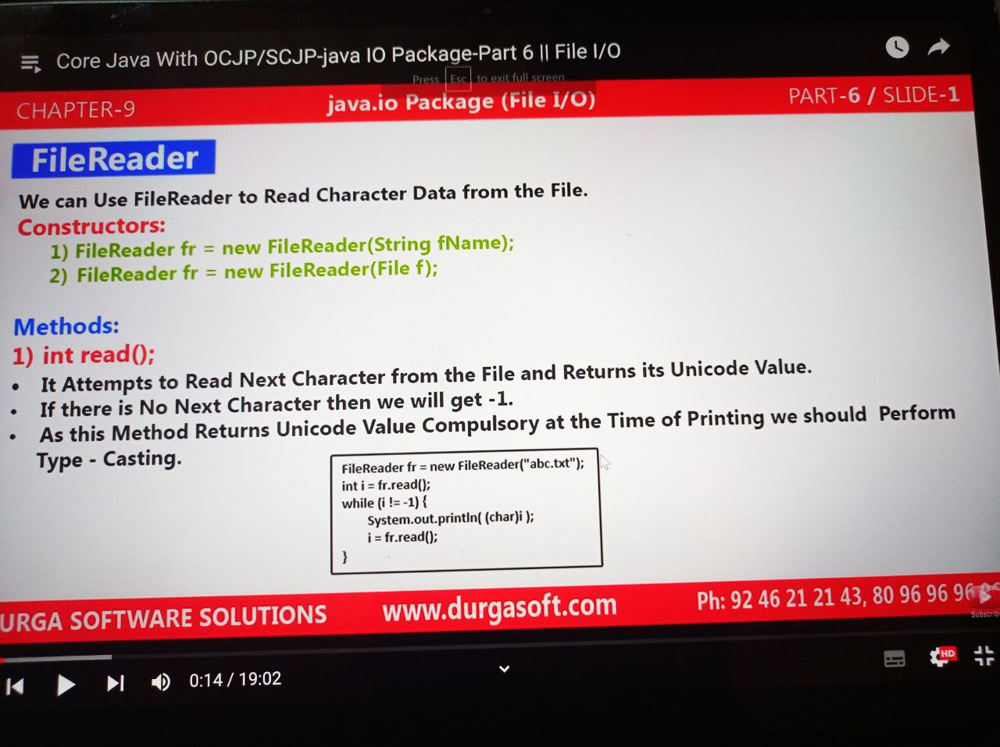 Core Java With OCJP/SCJP-java IO Package-Part 6 || File I/O
Press Esc to exit full screen
CHAPTER-9
java.io Package (File I/O)
PART-6 / SLIDE-1
FileReader
We can Use FileReader to Read Character Data from the File.
Constructors:
1) FileReader fr = new FileReader(String fName);
2) FileReader fr = new FileReader(File f);
Methods:
1) int read();
• It Attempts to Read Next Character from the File and Returns its Unicode Value.
• If there is No Next Character then we will get -1.
• As this Method Returns Unicode Value Compulsory at the Time of Printing we should Perform
Type - Casting.
FileReader fr = new FileReader("abc.txt");
int i = fr.read();
while (i != -1) {
System.out.println( (char)i );
i = fr.read();
}
URGA SOFTWARE SOLUTIONS
www.durgasoft.com
Ph: 92 46 21 21 43, 80 96 96 96
0:14 / 19:02
HD